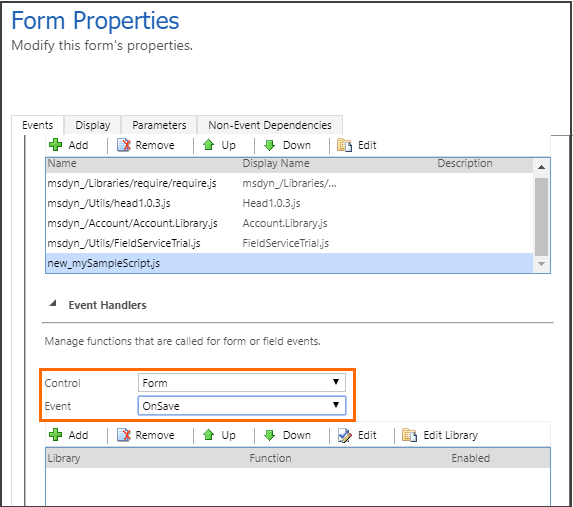 Form Properties
Modify this form's properties.
Events Display Parameters Non-Event Dependencies
Add Remove Up Down Edit
Name Display Name Description
msdyn_/Libraries/require/require.js msdyn_/Libraries/...
msdyn_/Utils/head1.0.3.js Head1.0.3.js
msdyn_/Account/Account.Library.js Account.Library.js
msdyn_/Utils/FieldServiceTrial.js FieldServiceTrial.js
new_mySampleScript.js
Event Handlers
Manage functions that are called for form or field events.
Control Form
Event OnSave
Add Remove Up Down Edit Edit Library
Library Function Enabled